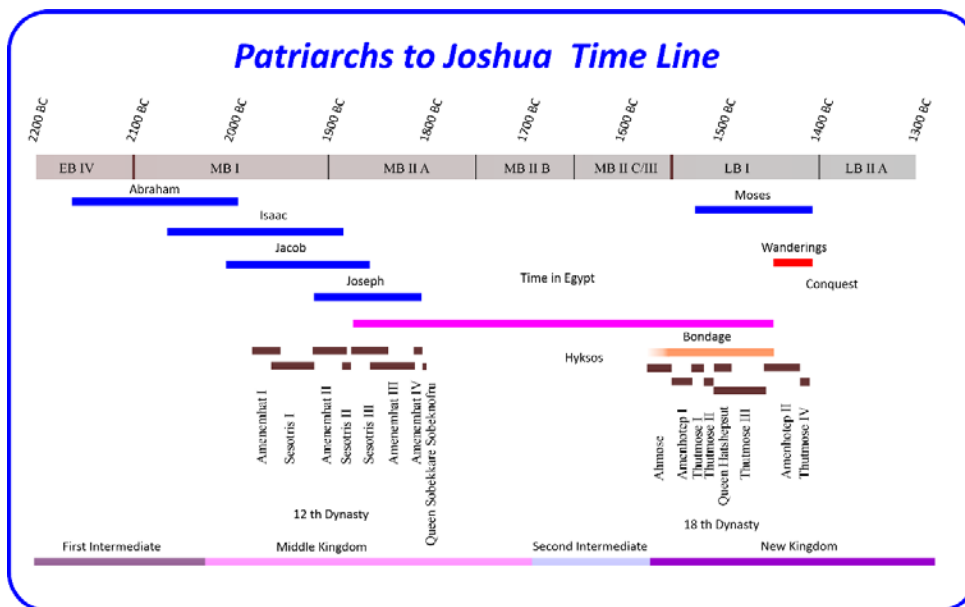 Patriarchs to Joshua Time Line
2200 BC
2100 BC
2000 BC
1900 BC
1800 BC
1700 BC
1600 BC
1500 BC
1400 BC
1300 BC
EB IV
MB I
MB II A
MB II B
MB II C/III
LB I
LB II A
Abraham
Moses
Isaac
Jacob
Wanderings
Joseph
Time in Egypt
Conquest
Bondage
Hyksos
Amenemhat I
Sesotris I
Amenemhat II
Sesotris II
Sesotris III
Amenemhat III
Amenemhat IV
Queen Sobekkare Sobeknofru
Ahmose
Amenhotep I
Thutmose I
Thutmose II
Queen Hatshepsut
Thutmose III
Amenhotep II
Thutmose IV
12 th Dynasty
18 th Dynasty
First Intermediate
Middle Kingdom
Second Intermediate
New Kingdom